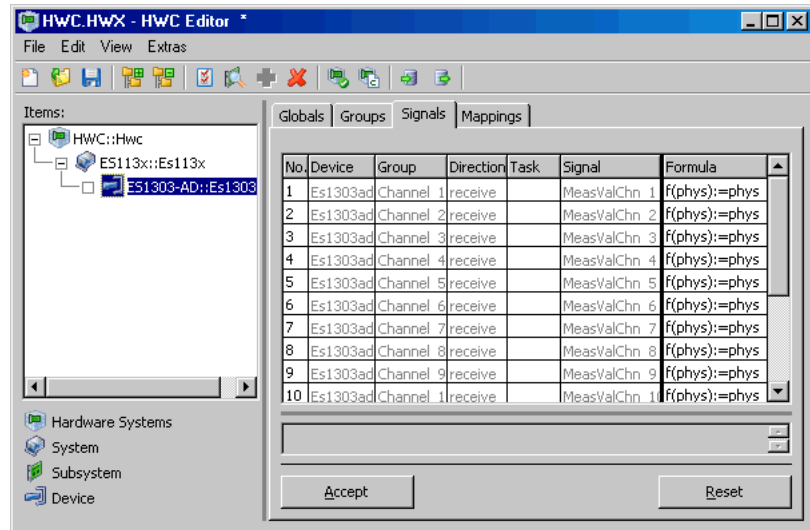 HWC.HWX - HWC Editor *
File Edit View Extras
Items:
HWC::Hwc
ES113x::Es113x
ES1303-AD::Es1303
Hardware Systems
System
Subsystem
Device
Globals Groups Signals Mappings
No. Device Group Direction Task Signal Formula
1 Es1303ad Channel 1 receive MeasValChn 1 f(phys):=phys
2 Es1303ad Channel 2 receive MeasValChn 2 f(phys):=phys
3 Es1303ad Channel 3 receive MeasValChn 3 f(phys):=phys
4 Es1303ad Channel 4 receive MeasValChn 4 f(phys):=phys
5 Es1303ad Channel 5 receive MeasValChn 5 f(phys):=phys
6 Es1303ad Channel 6 receive MeasValChn 6 f(phys):=phys
7 Es1303ad Channel 7 receive MeasValChn 7 f(phys):=phys
8 Es1303ad Channel 8 receive MeasValChn 8 f(phys):=phys
9 Es1303ad Channel 9 receive MeasValChn 9 f(phys):=phys
10 Es1303ad Channel 1 receive MeasValChn 10 f(phys):=phys
Accept Reset